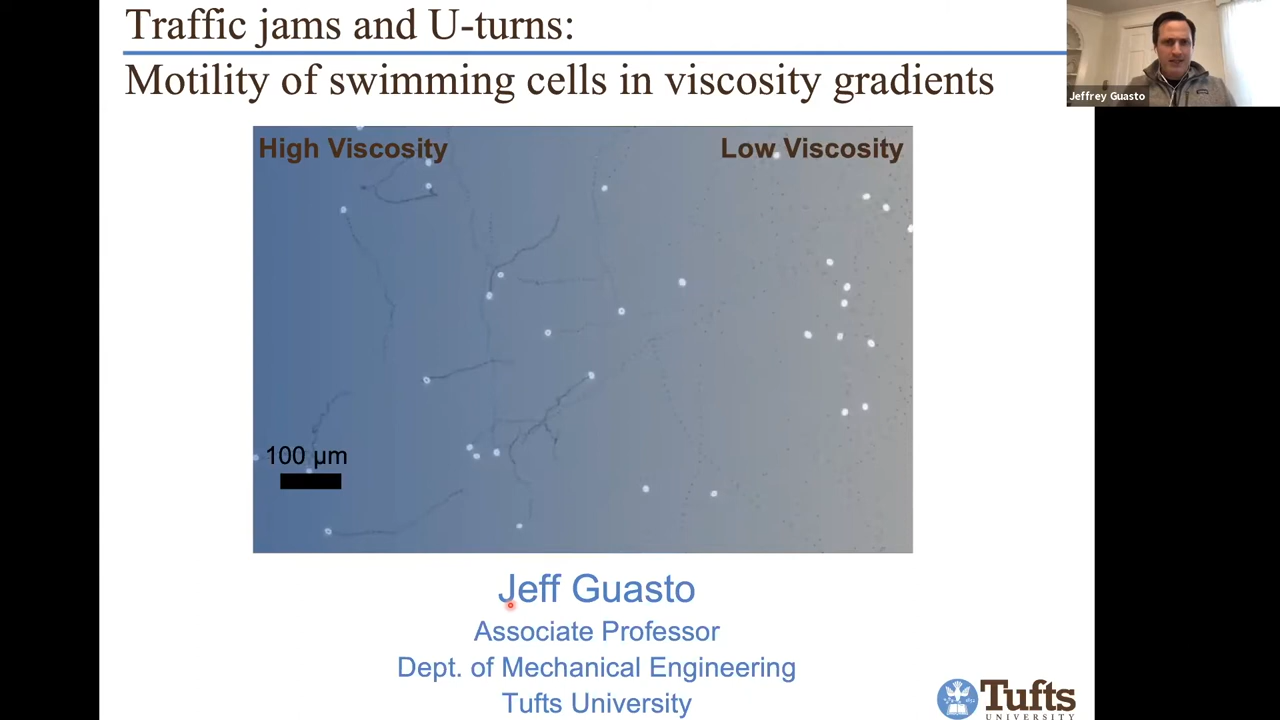 Traffic jams and U-turns:
Motility of swimming cells in viscosity gradients
Jeffrey Guasto
High Viscosity
Low Viscosity
100 µm
Jeff Guasto
Associate Professor
Dept. of Mechanical Engineering
Tufts University
Tufts
UNIVERSITY